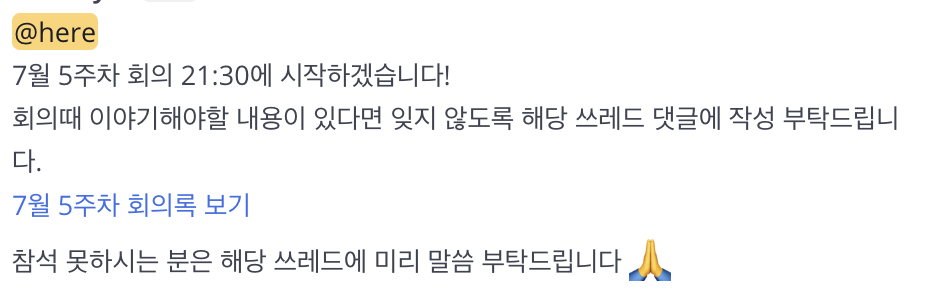 @here
7월 5주차 회의 21:30에 시작하겠습니다!
회의때 이야기해야할 내용이 있다면 잊지 않도록 해당 쓰레드 댓글에 작성 부탁드립니
다.
7월 5주차 회의록 보기
참석 못하시는 분은 해당 쓰레드에 미리 말씀 부탁드립니다 🙏